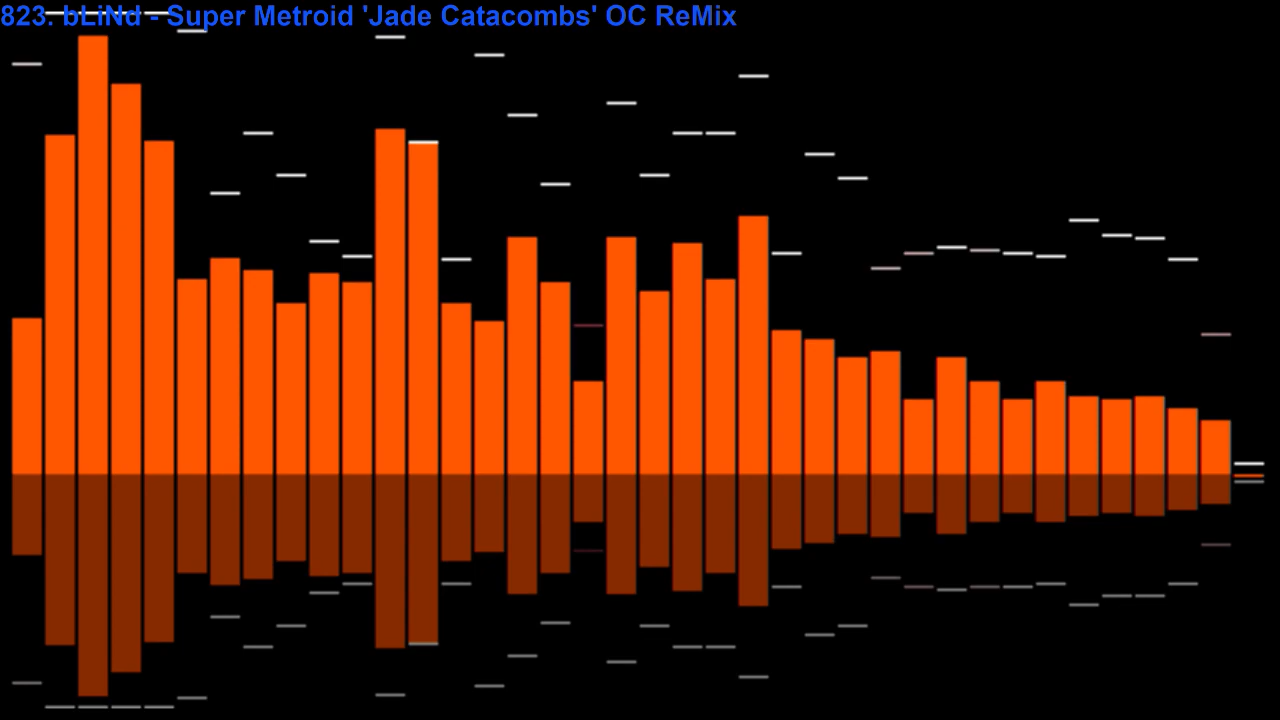 823. bLiNd - Super Metroid 'Jade Catacombs' OC ReMix